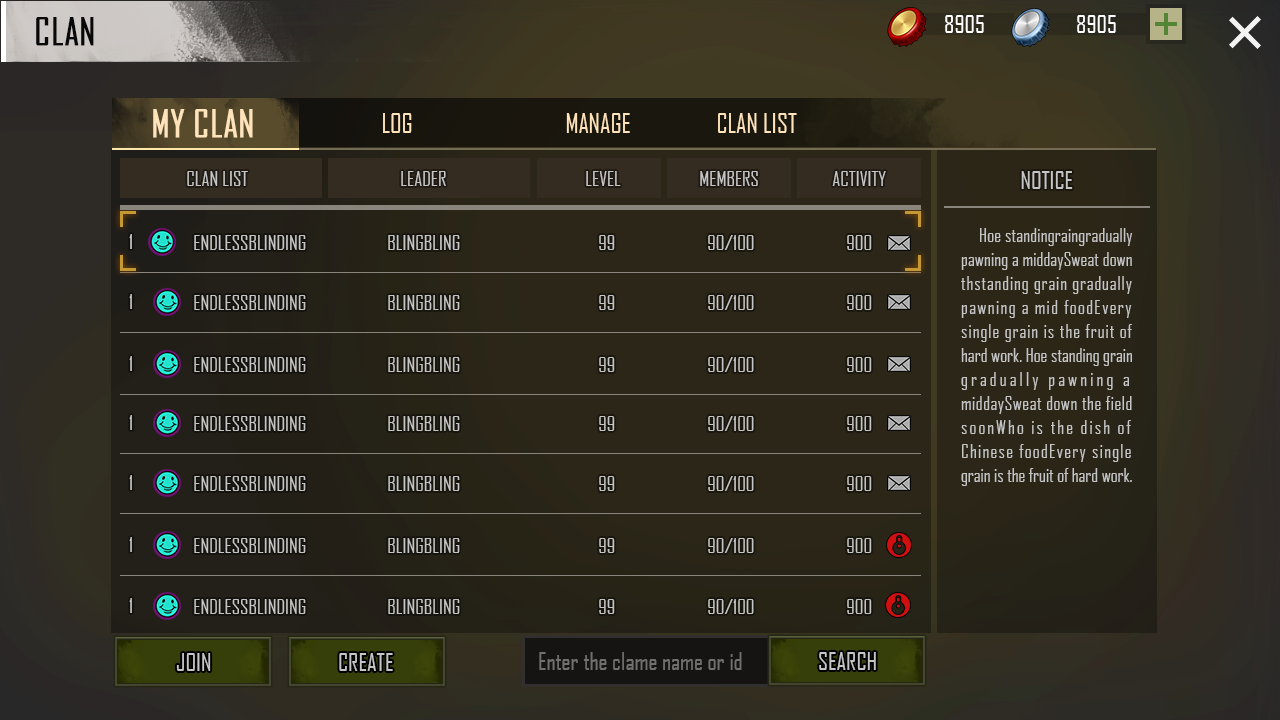 CLAN
8905 8905
MY CLAN LOG MANAGE CLAN LIST
CLAN LIST LEADER LEVEL MEMBERS ACTIVITY
1 ENDLESSBLINDING BLINGBLING 99 90/100 900
1 ENDLESSBLINDING BLINGBLING 99 90/100 900
1 ENDLESSBLINDING BLINGBLING 99 90/100 900
1 ENDLESSBLINDING BLINGBLING 99 90/100 900
1 ENDLESSBLINDING BLINGBLING 99 90/100 900
1 ENDLESSBLINDING BLINGBLING 99 90/100 900
1 ENDLESSBLINDING BLINGBLING 99 90/100 900
NOTICE
Hoe standingraingradually
pawning a middaySweat down
thstanding grain gradually
pawning a mid foodEvery
single grain is the fruit of
hard work. Hoe standing grain
gradually pawning a
middaySweat down the field
soonWho is the dish of
Chinese foodEvery single
grain is the fruit of hard work.
JOIN CREATE Enter the clame name or id SEARCH